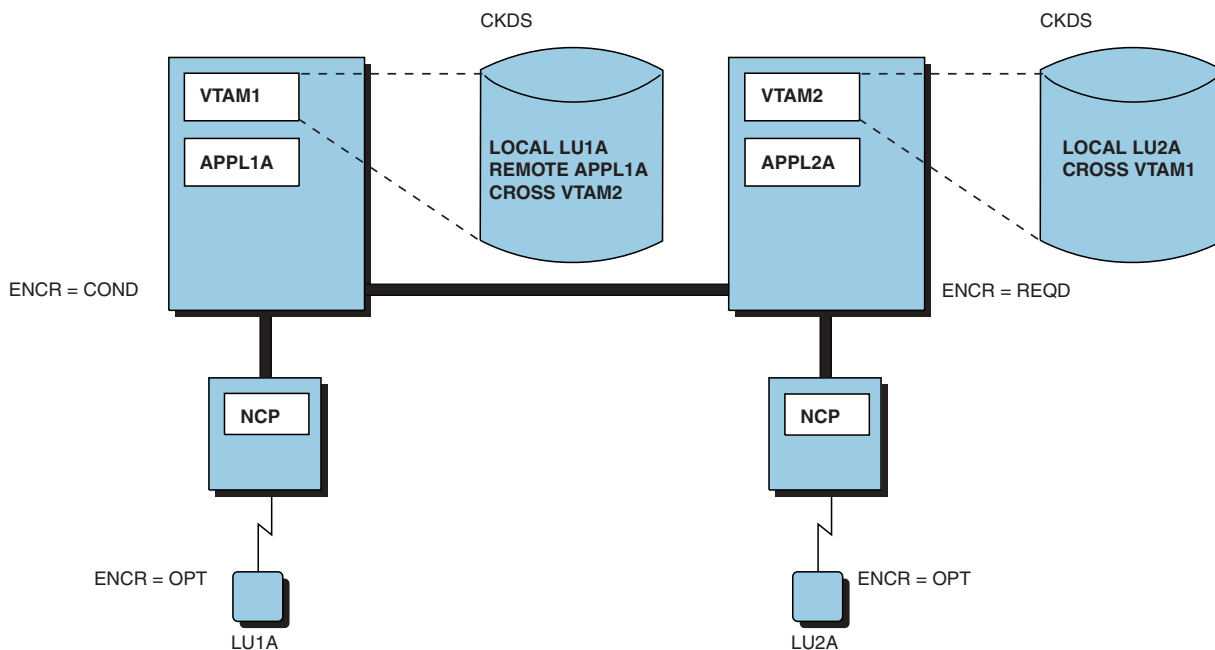 CKDS
CKDS
VTAM1
APPL1A
LOCAL LU1A
REMOTE APPL1A
CROSS VTAM2
VTAM2
APPL2A
LOCAL LU2A
CROSS VTAM1
ENCR = COND
ENCR = REQD
NCP
NCP
ENCR = OPT
LU1A
ENCR = OPT
LU2A